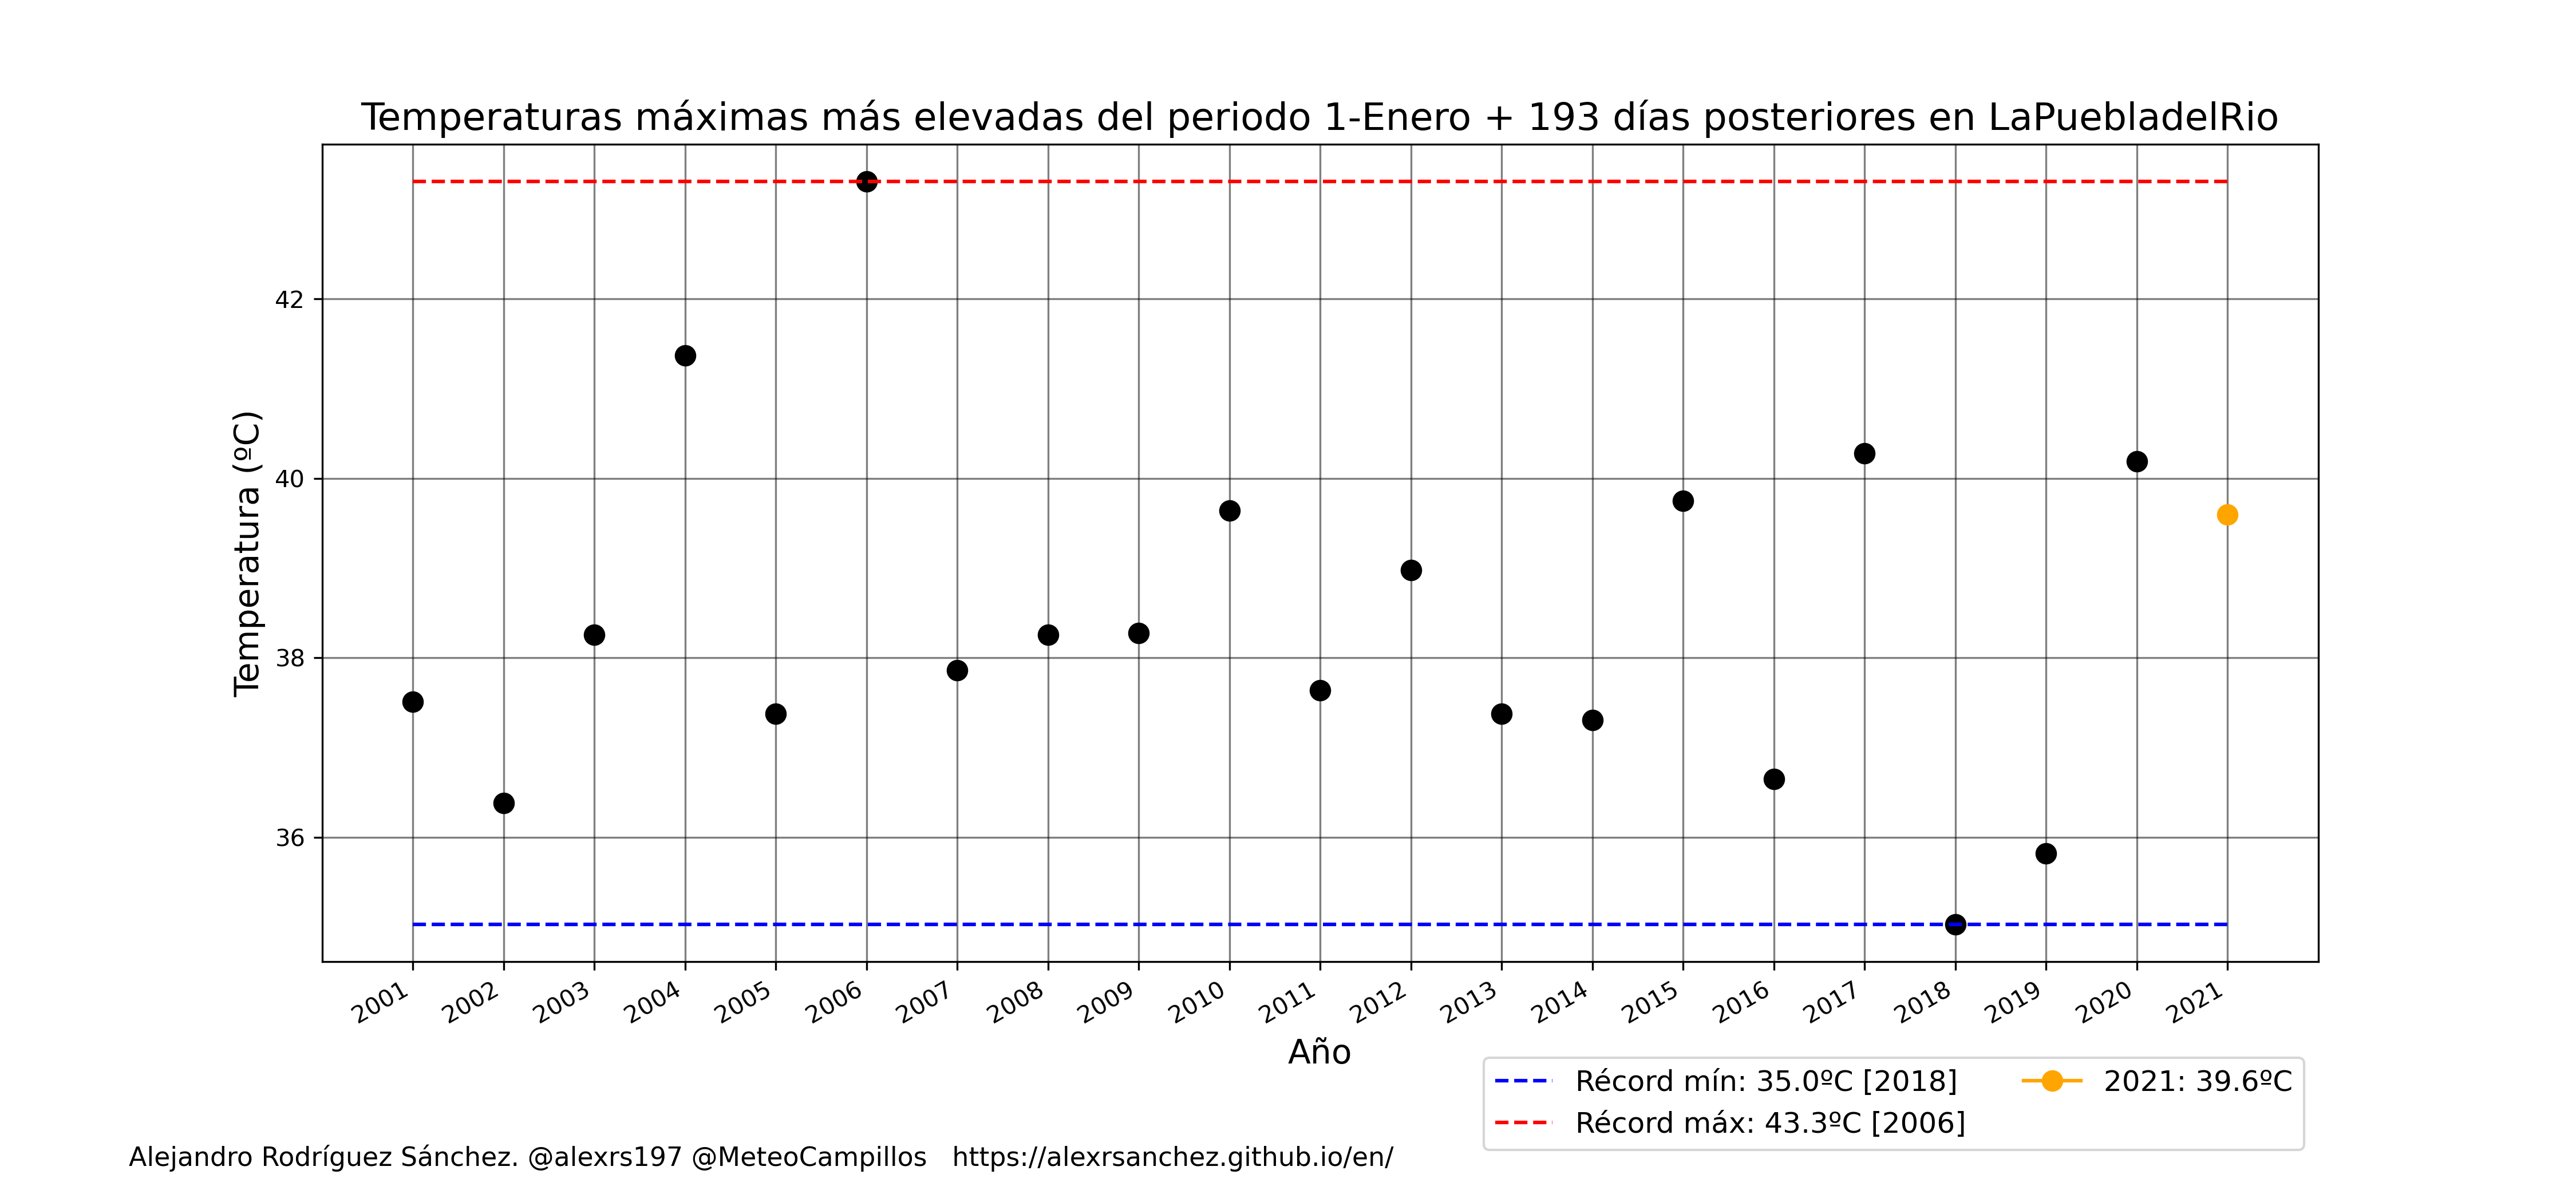 Temperaturas máximas más elevadas del periodo 1-Enero + 193 días posteriores en LaPuebladelRio
Temperatura (ºC)
42
40
38
36
2001 2002 2003 2004 2005 2006 2007 2008 2009 2010 2011 2012 2013 2014 2015 2016 2017 2018 2019 2020 2021
Año
Récord mín: 35.0ºC [2018]
Récord máx: 43.3ºC [2006]
2021: 39.6ºC
Alejandro Rodríguez Sánchez. @alexrs197 @MeteoCampillos https://alexrsanchez.github.io/en/